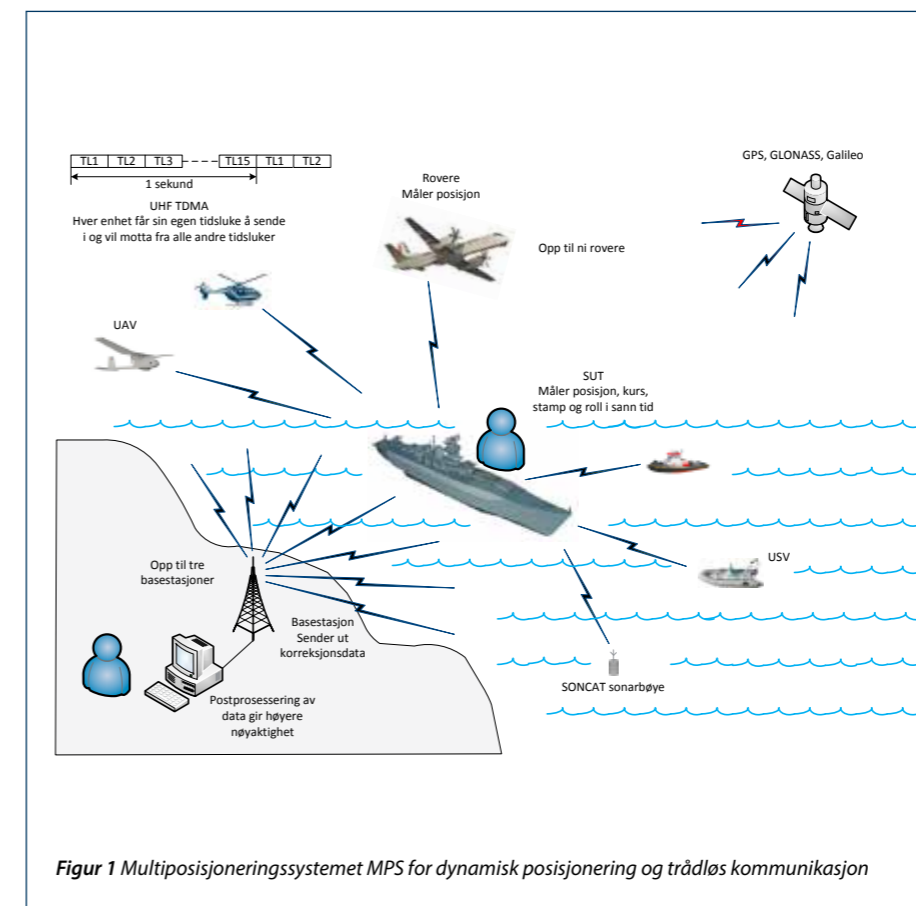 TL1 TL2 TL3 TL15 TL1 TL2
1 sekund
UHF TDMA
Hver enhet får sin egen tidsluke å sende
i og vil motta fra alle andre tidsluker
Rovere
Måler posisjon
Opp til ni rovere
GPS, GLONASS, Galileo
UAV
SUT
Måler posisjon, kurs,
stamp og roll i sann tid
USV
Opp til tre
basestasjoner
Basestasjon
Sender ut
korreksjonsdata
Postprosessering av
data gir høyere
nøyaktighet
SONCAT sonarbøye
Figur 1 Multiposisjoneringssystemet MPS for dynamisk posisjonering og trådløs kommunikasjon